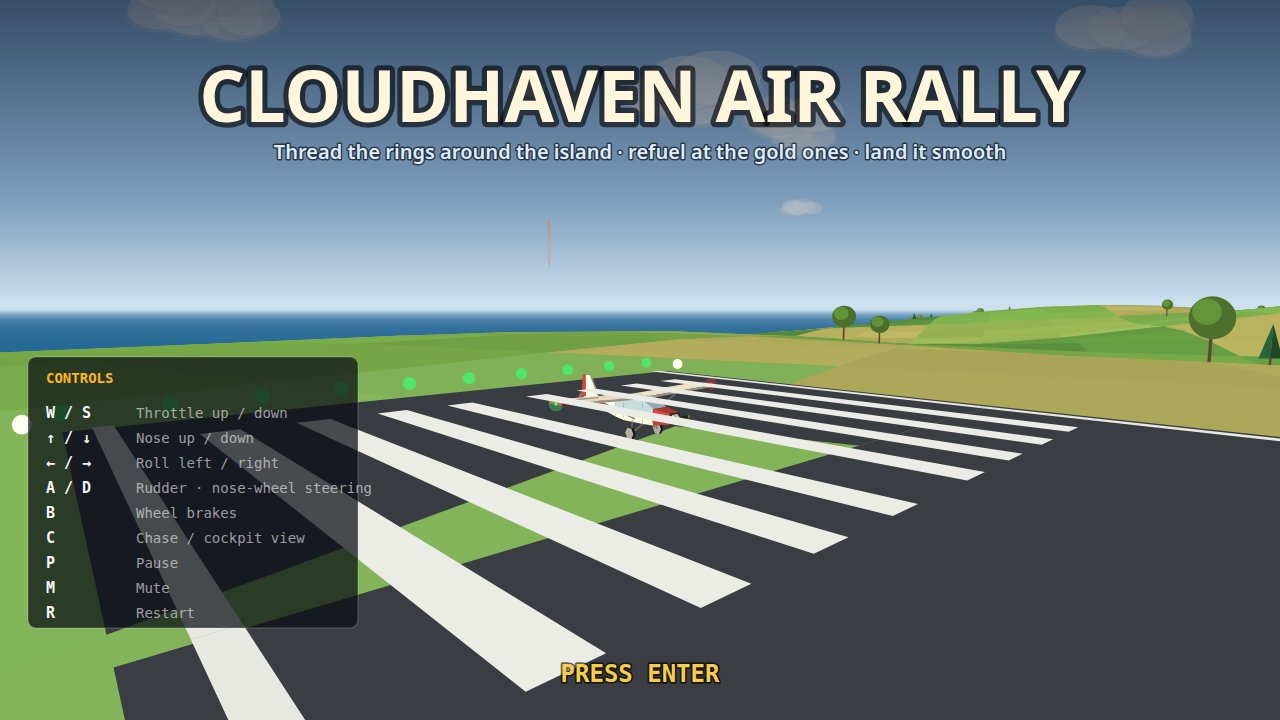 CLOUDHAVEN AIR RALLY
Thread the rings around the island · refuel at the gold ones · land it smooth
CONTROLS
W / S Throttle up / down
↑ / ↓ Nose up / down
← / → Roll left / right
A / D Rudder · nose-wheel steering
B Wheel brakes
C Chase / cockpit view
P Pause
M Mute
R Restart
PRESS ENTER